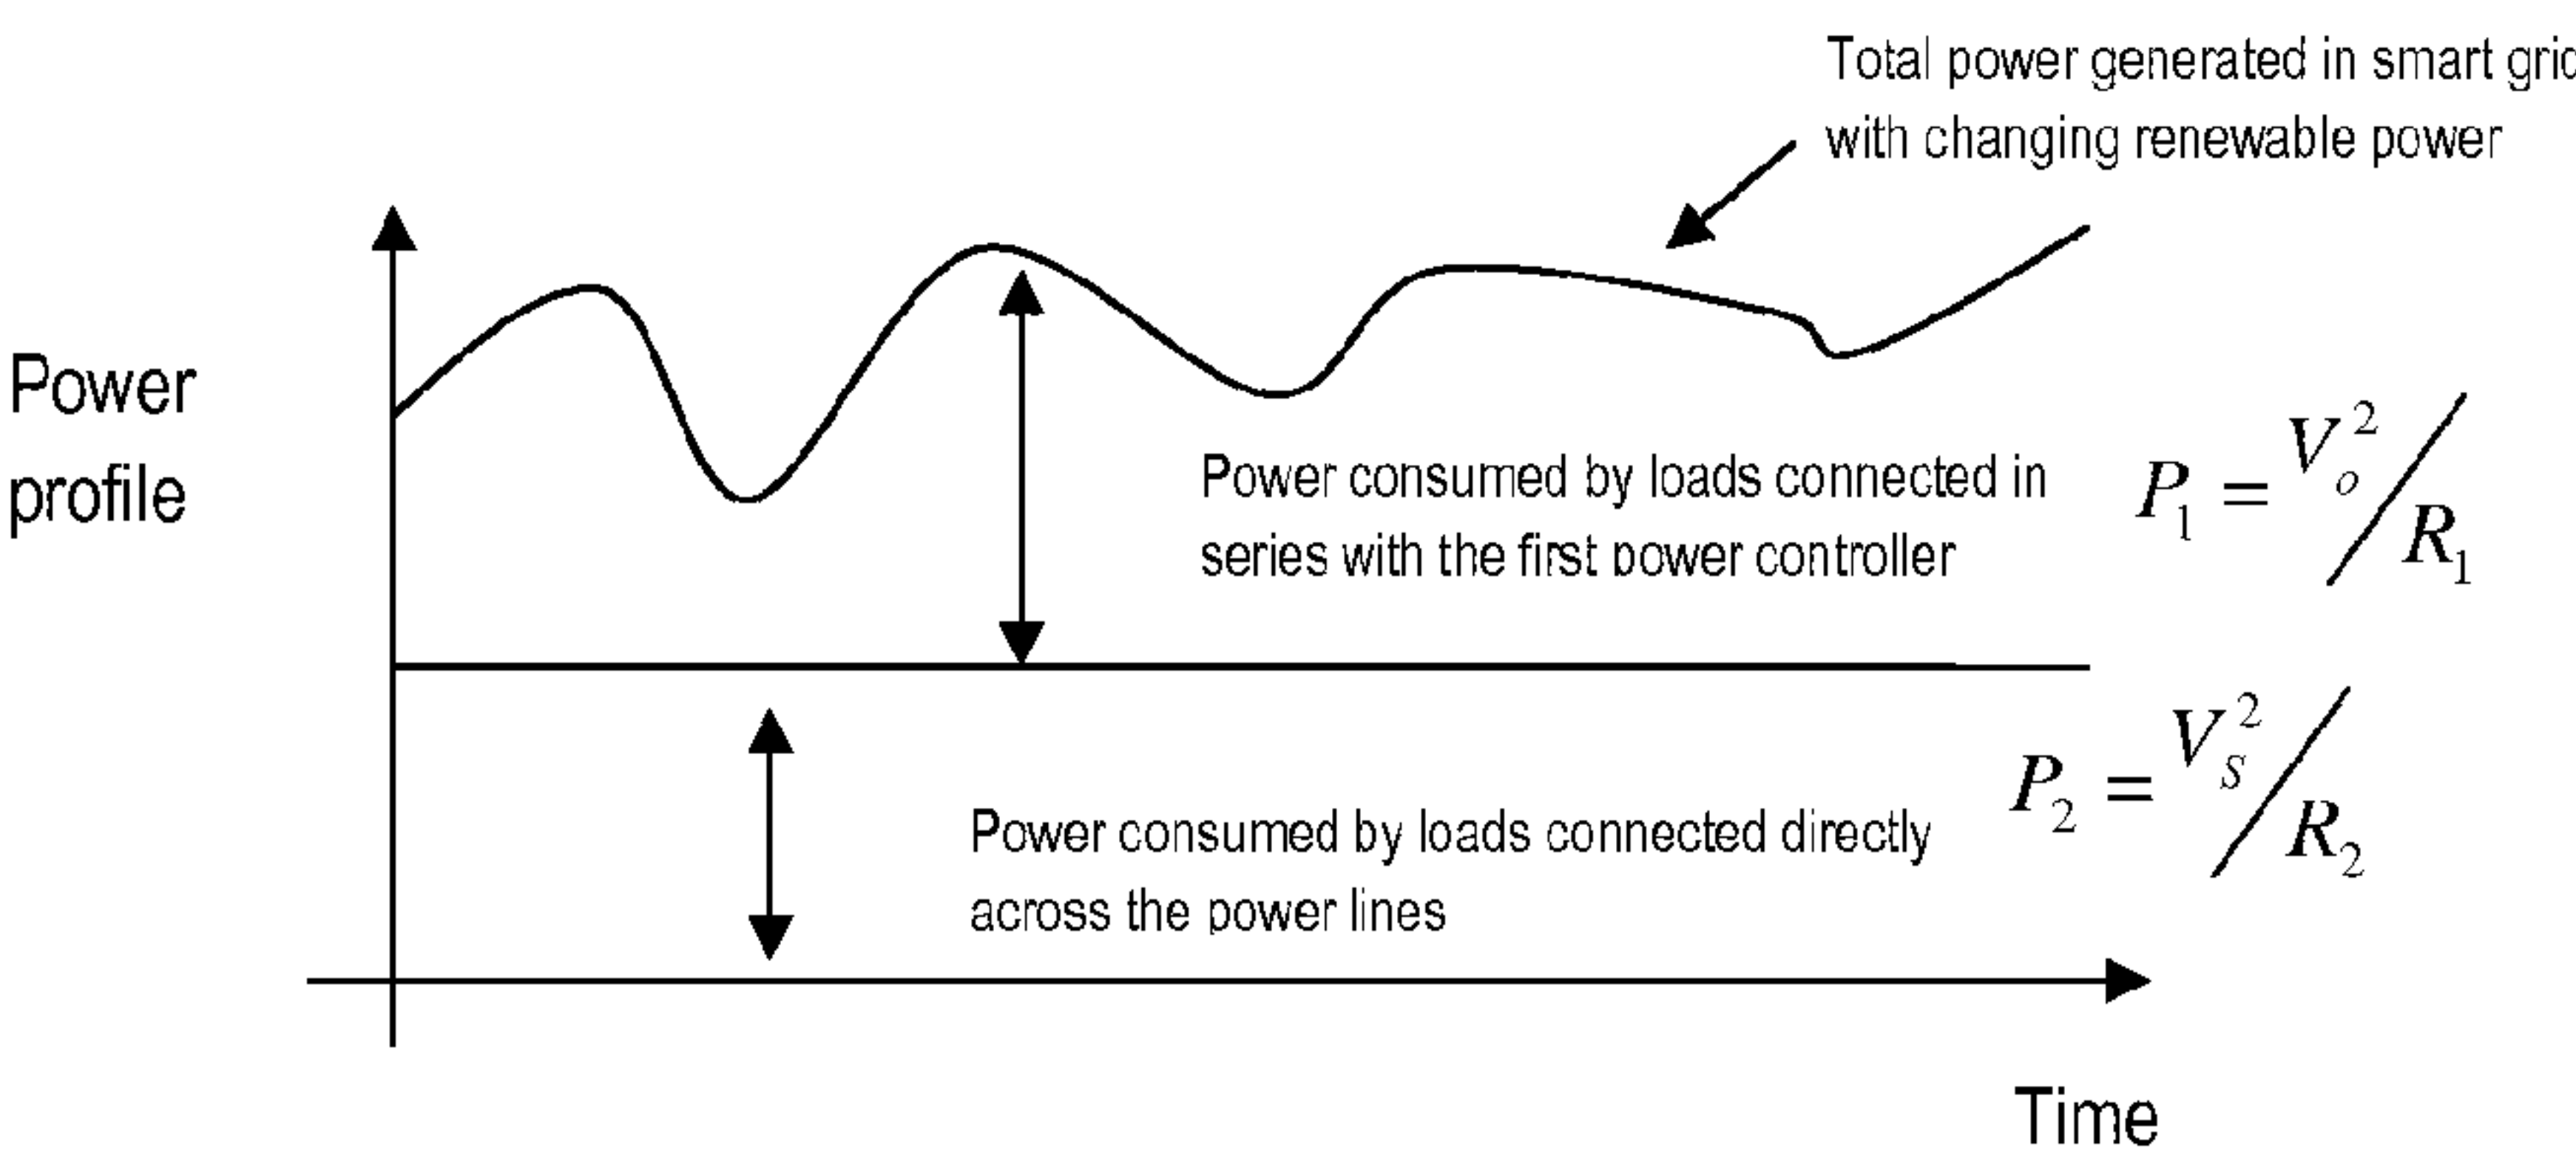 Total power generated in smart grid
with changing renewable power
Power
profile
Power consumed by loads connected in
series with the first power controller
P₁ = Vₒ²/R₁
Power consumed by loads connected directly
across the power lines
P₂ = V_S²/R₂
Time